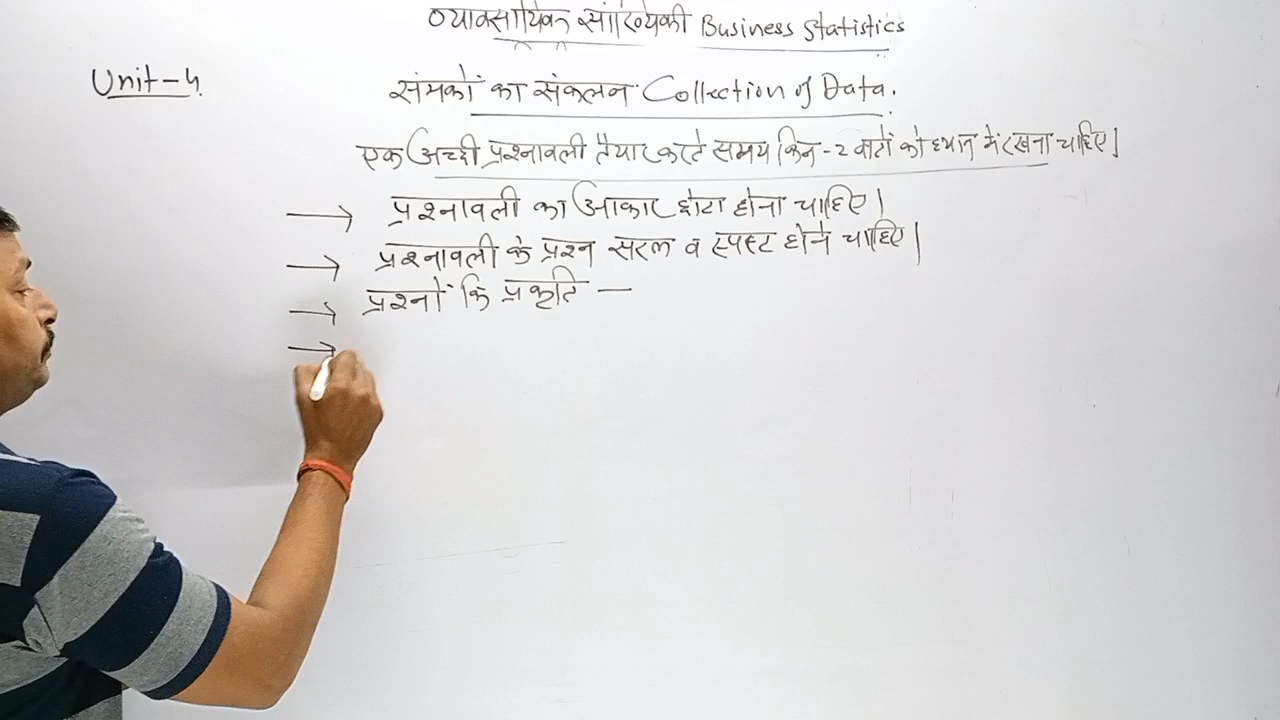 व्यावसायिक सांख्यिकी Business Statistics
Unit-4
संमकों का संकलन Collection of Data.
एक अच्छी प्रश्नावली तैयार करते समय किन-2 बातों को ध्यान में रखना चाहिए।
→ प्रश्नावली का आकार छोटा होना चाहिए।
→ प्रश्नावली के प्रश्न सरल व स्पष्ट होने चाहिए।
→ प्रश्नों कि प्रकृति —
→